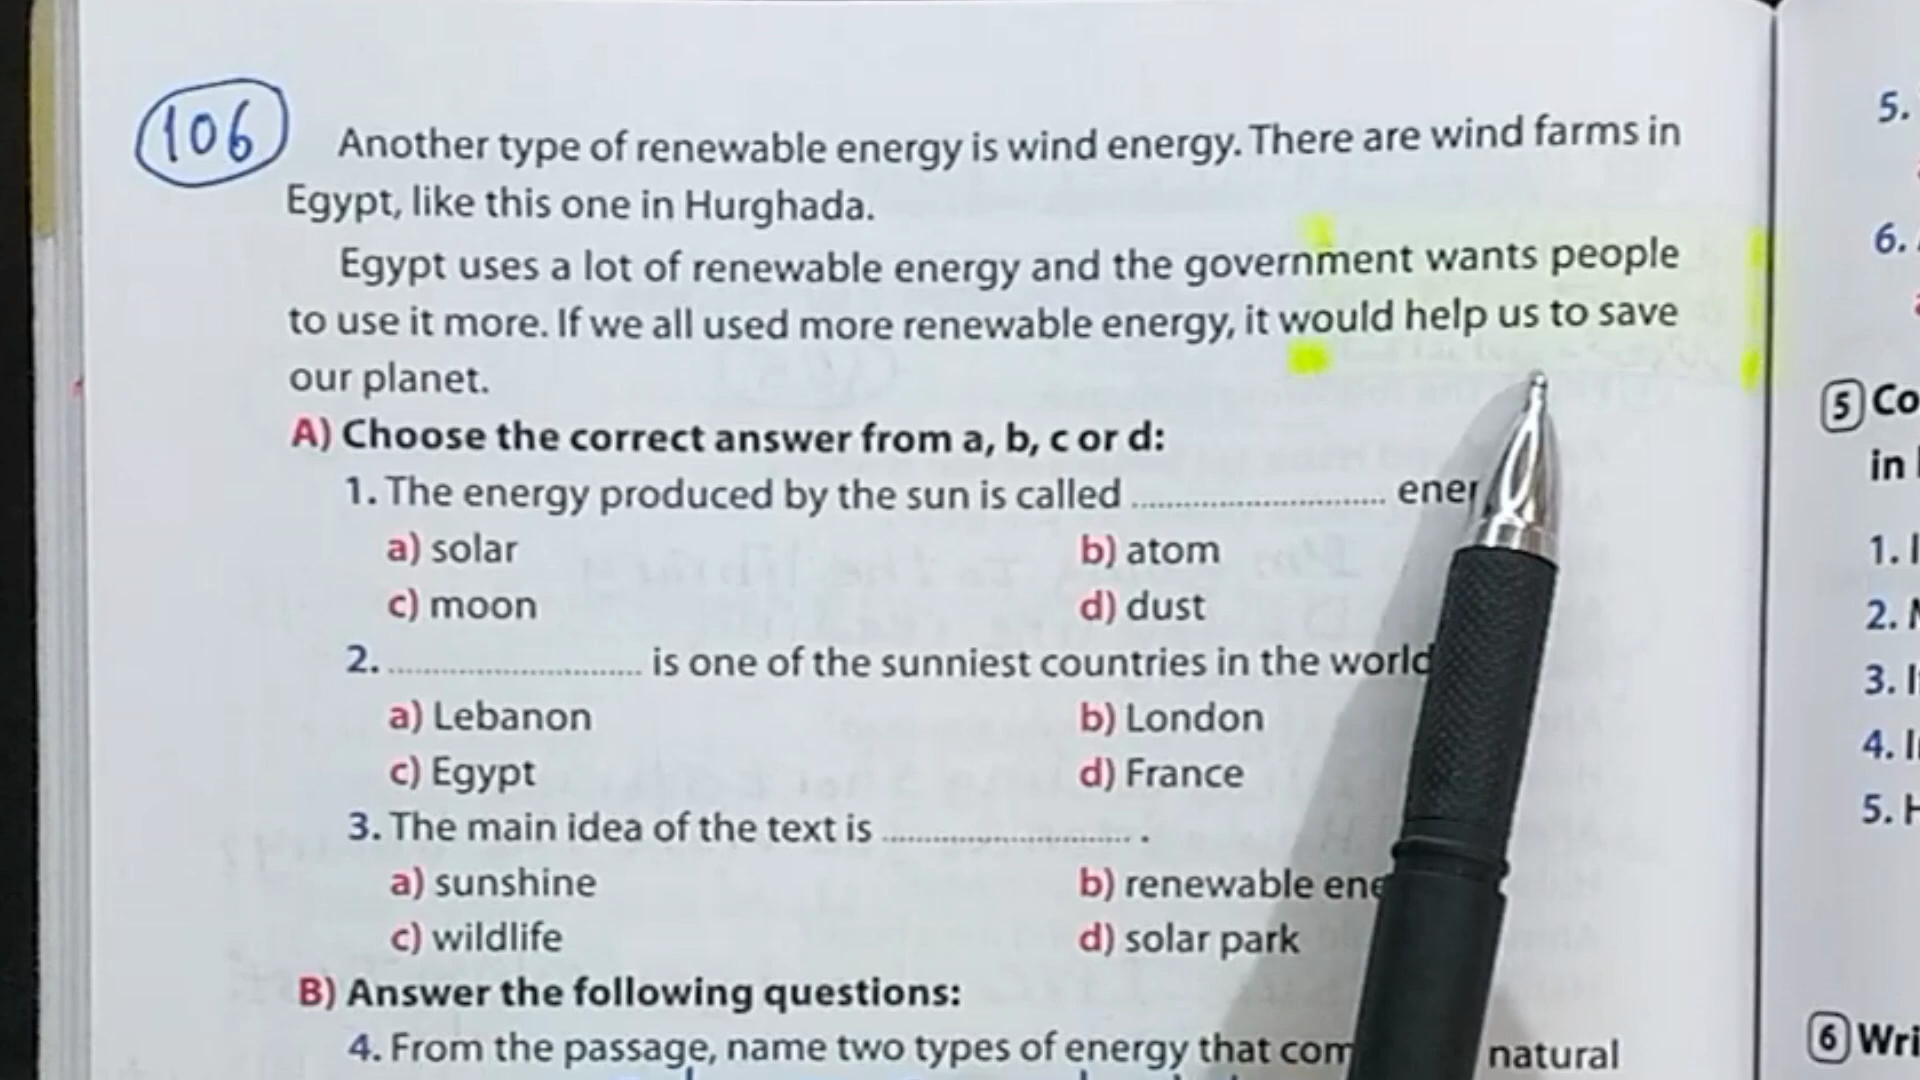 106
Another type of renewable energy is wind energy. There are wind farms in
Egypt, like this one in Hurghada.
Egypt uses a lot of renewable energy and the government wants people
to use it more. If we all used more renewable energy, it would help us to save
our planet.
A) Choose the correct answer from a, b, c or d:
1. The energy produced by the sun is called .......................... ener
a) solar
b) atom
c) moon
d) dust
2. .......................... is one of the sunniest countries in the world
a) Lebanon
b) London
c) Egypt
d) France
3. The main idea of the text is .......................... .
a) sunshine
b) renewable ene
c) wildlife
d) solar park
B) Answer the following questions:
4. From the passage, name two types of energy that com natural
5.
6.
5 Co
in
1. I
2.
3. I
4. I
5. H
6 Wri